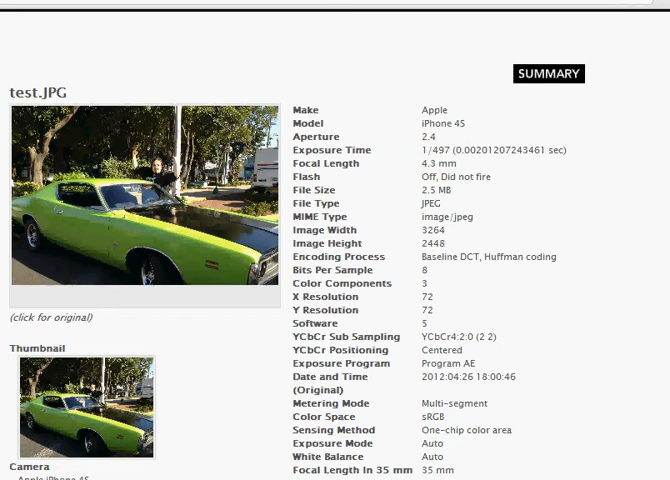 SUMMARY
test.JPG
Make Apple
Model iPhone 4S
Aperture 2.4
Exposure Time 1/497 (0.00201207243461 sec)
Focal Length 4.3 mm
Flash Off, Did not fire
File Size 2.5 MB
File Type JPEG
MIME Type image/jpeg
Image Width 3264
Image Height 2448
Encoding Process Baseline DCT, Huffman coding
Bits Per Sample 8
Color Components 3
X Resolution 72
Y Resolution 72
Software 5
YCbCr Sub Sampling YCbCr4:2:0 (2 2)
YCbCr Positioning Centered
Exposure Program Program AE
Date and Time 2012:04:26 18:00:46
(Original)
Metering Mode Multi-segment
Color Space sRGB
Sensing Method One-chip color area
Exposure Mode Auto
White Balance Auto
Focal Length In 35 mm 35 mm
(click for original)
Thumbnail
Camera
Apple iPhone 4S